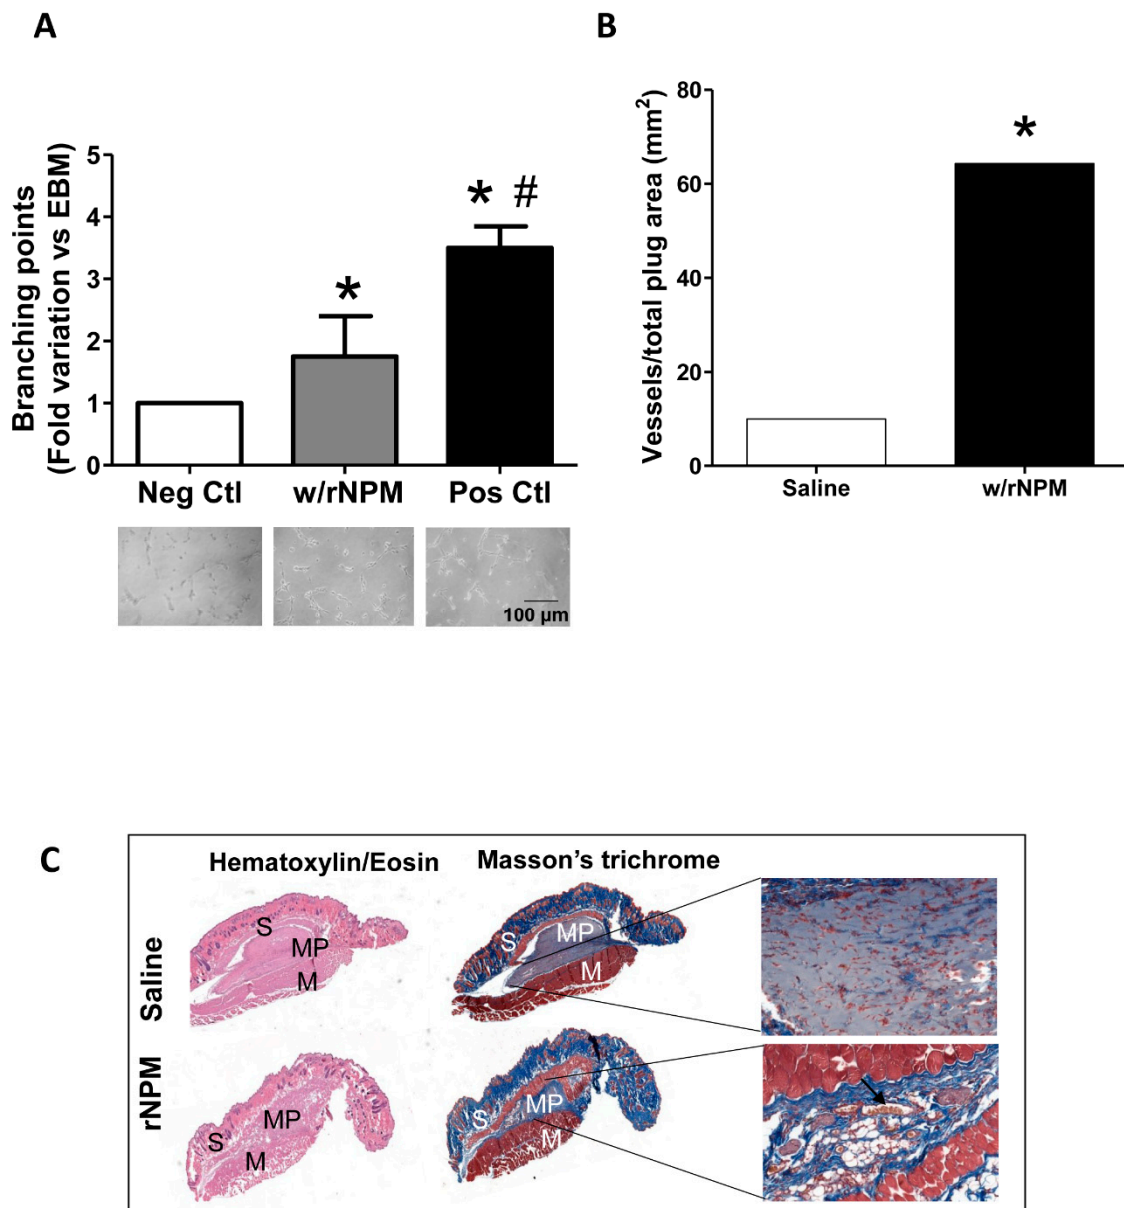 A
Branching points
(Fold variation vs EBM)
5
4
3
2
1
0
*
* #
Neg Ctl w/rNPM Pos Ctl
100 µm
B
Vessels/total plug area (mm²)
80
60
40
20
0
*
Saline w/rNPM
C
Hematoxylin/Eosin Masson's trichrome
Saline
S
MP
M
S
MP
M
rNPM
S
MP
M
S
MP
M